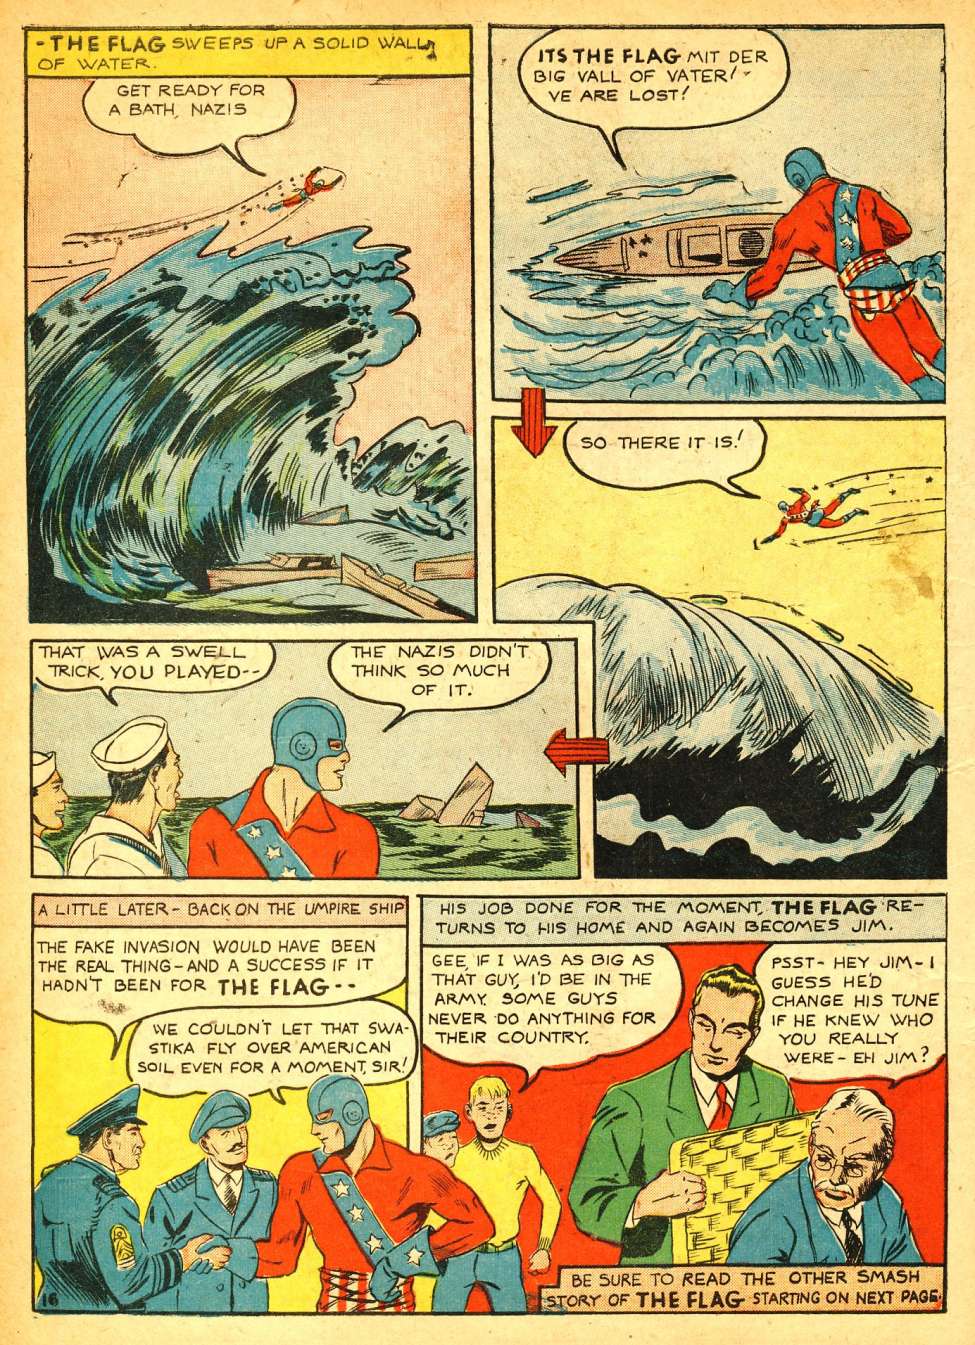 -THE FLAG SWEEPS UP A SOLID WALL
OF WATER.
GET READY FOR
A BATH, NAZIS
ITS THE FLAG MIT DER
BIG VALL OF VATER!-
VE ARE LOST!
SO THERE IT IS!
THAT WAS A SWELL
TRICK, YOU PLAYED--
THE NAZIS DIDN'T
THINK SO MUCH
OF IT.
A LITTLE LATER- BACK ON THE UMPIRE SHIP
THE FAKE INVASION WOULD HAVE BEEN
THE REAL THING-AND A SUCCESS IF IT
HADN'T BEEN FOR THE FLAG--
WE COULDN'T LET THAT SWA-
STIKA FLY OVER AMERICAN
SOIL EVEN FOR A MOMENT, SIR!
16
HIS JOB DONE FOR THE MOMENT, THE FLAG RE-
TURNS TO HIS HOME AND AGAIN BECOMES JIM.
GEE, IF I WAS AS BIG AS
THAT GUY, I'D BE IN THE
ARMY. SOME GUYS
NEVER DO ANYTHING FOR
THEIR COUNTRY.
PSST- HEY JIM-I
GUESS HE'D
CHANGE HIS TUNE
IF HE KNEW WHO
YOU REALLY
WERE- EH JIM?
BE SURE TO READ THE OTHER SMASH
STORY OF THE FLAG STARTING ON NEXT PAGE.